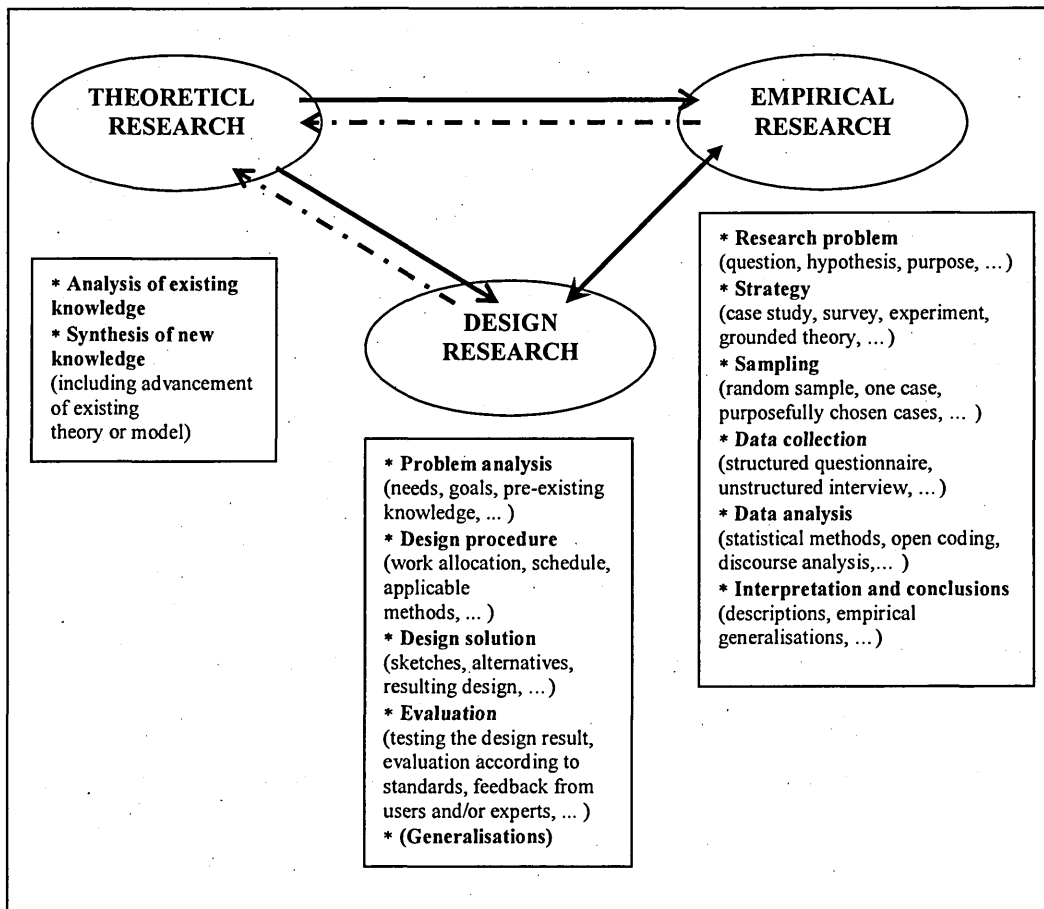 THEORETICL
RESEARCH
EMPIRICAL
RESEARCH
DESIGN
RESEARCH
* Analysis of existing
knowledge
* Synthesis of new
knowledge
(including advancement
of existing
theory or model)
* Problem analysis
(needs, goals, pre-existing
knowledge, ... )
* Design procedure
(work allocation, schedule,
applicable
methods, ... )
* Design solution
(sketches, alternatives,
resulting design, ... )
* Evaluation
(testing the design result,
evaluation according to
standards, feedback from
users and/or experts, ... )
* (Generalisations)
* Research problem
(question, hypothesis, purpose, ... )
* Strategy
(case study, survey, experiment,
grounded theory, ... )
* Sampling
(random sample, one case,
purposefully chosen cases, ... )
* Data collection
(structured questionnaire,
unstructured interview, ... )
* Data analysis
(statistical methods, open coding,
discourse analysis,... )
* Interpretation and conclusions
(descriptions, empirical
generalisations, ... )